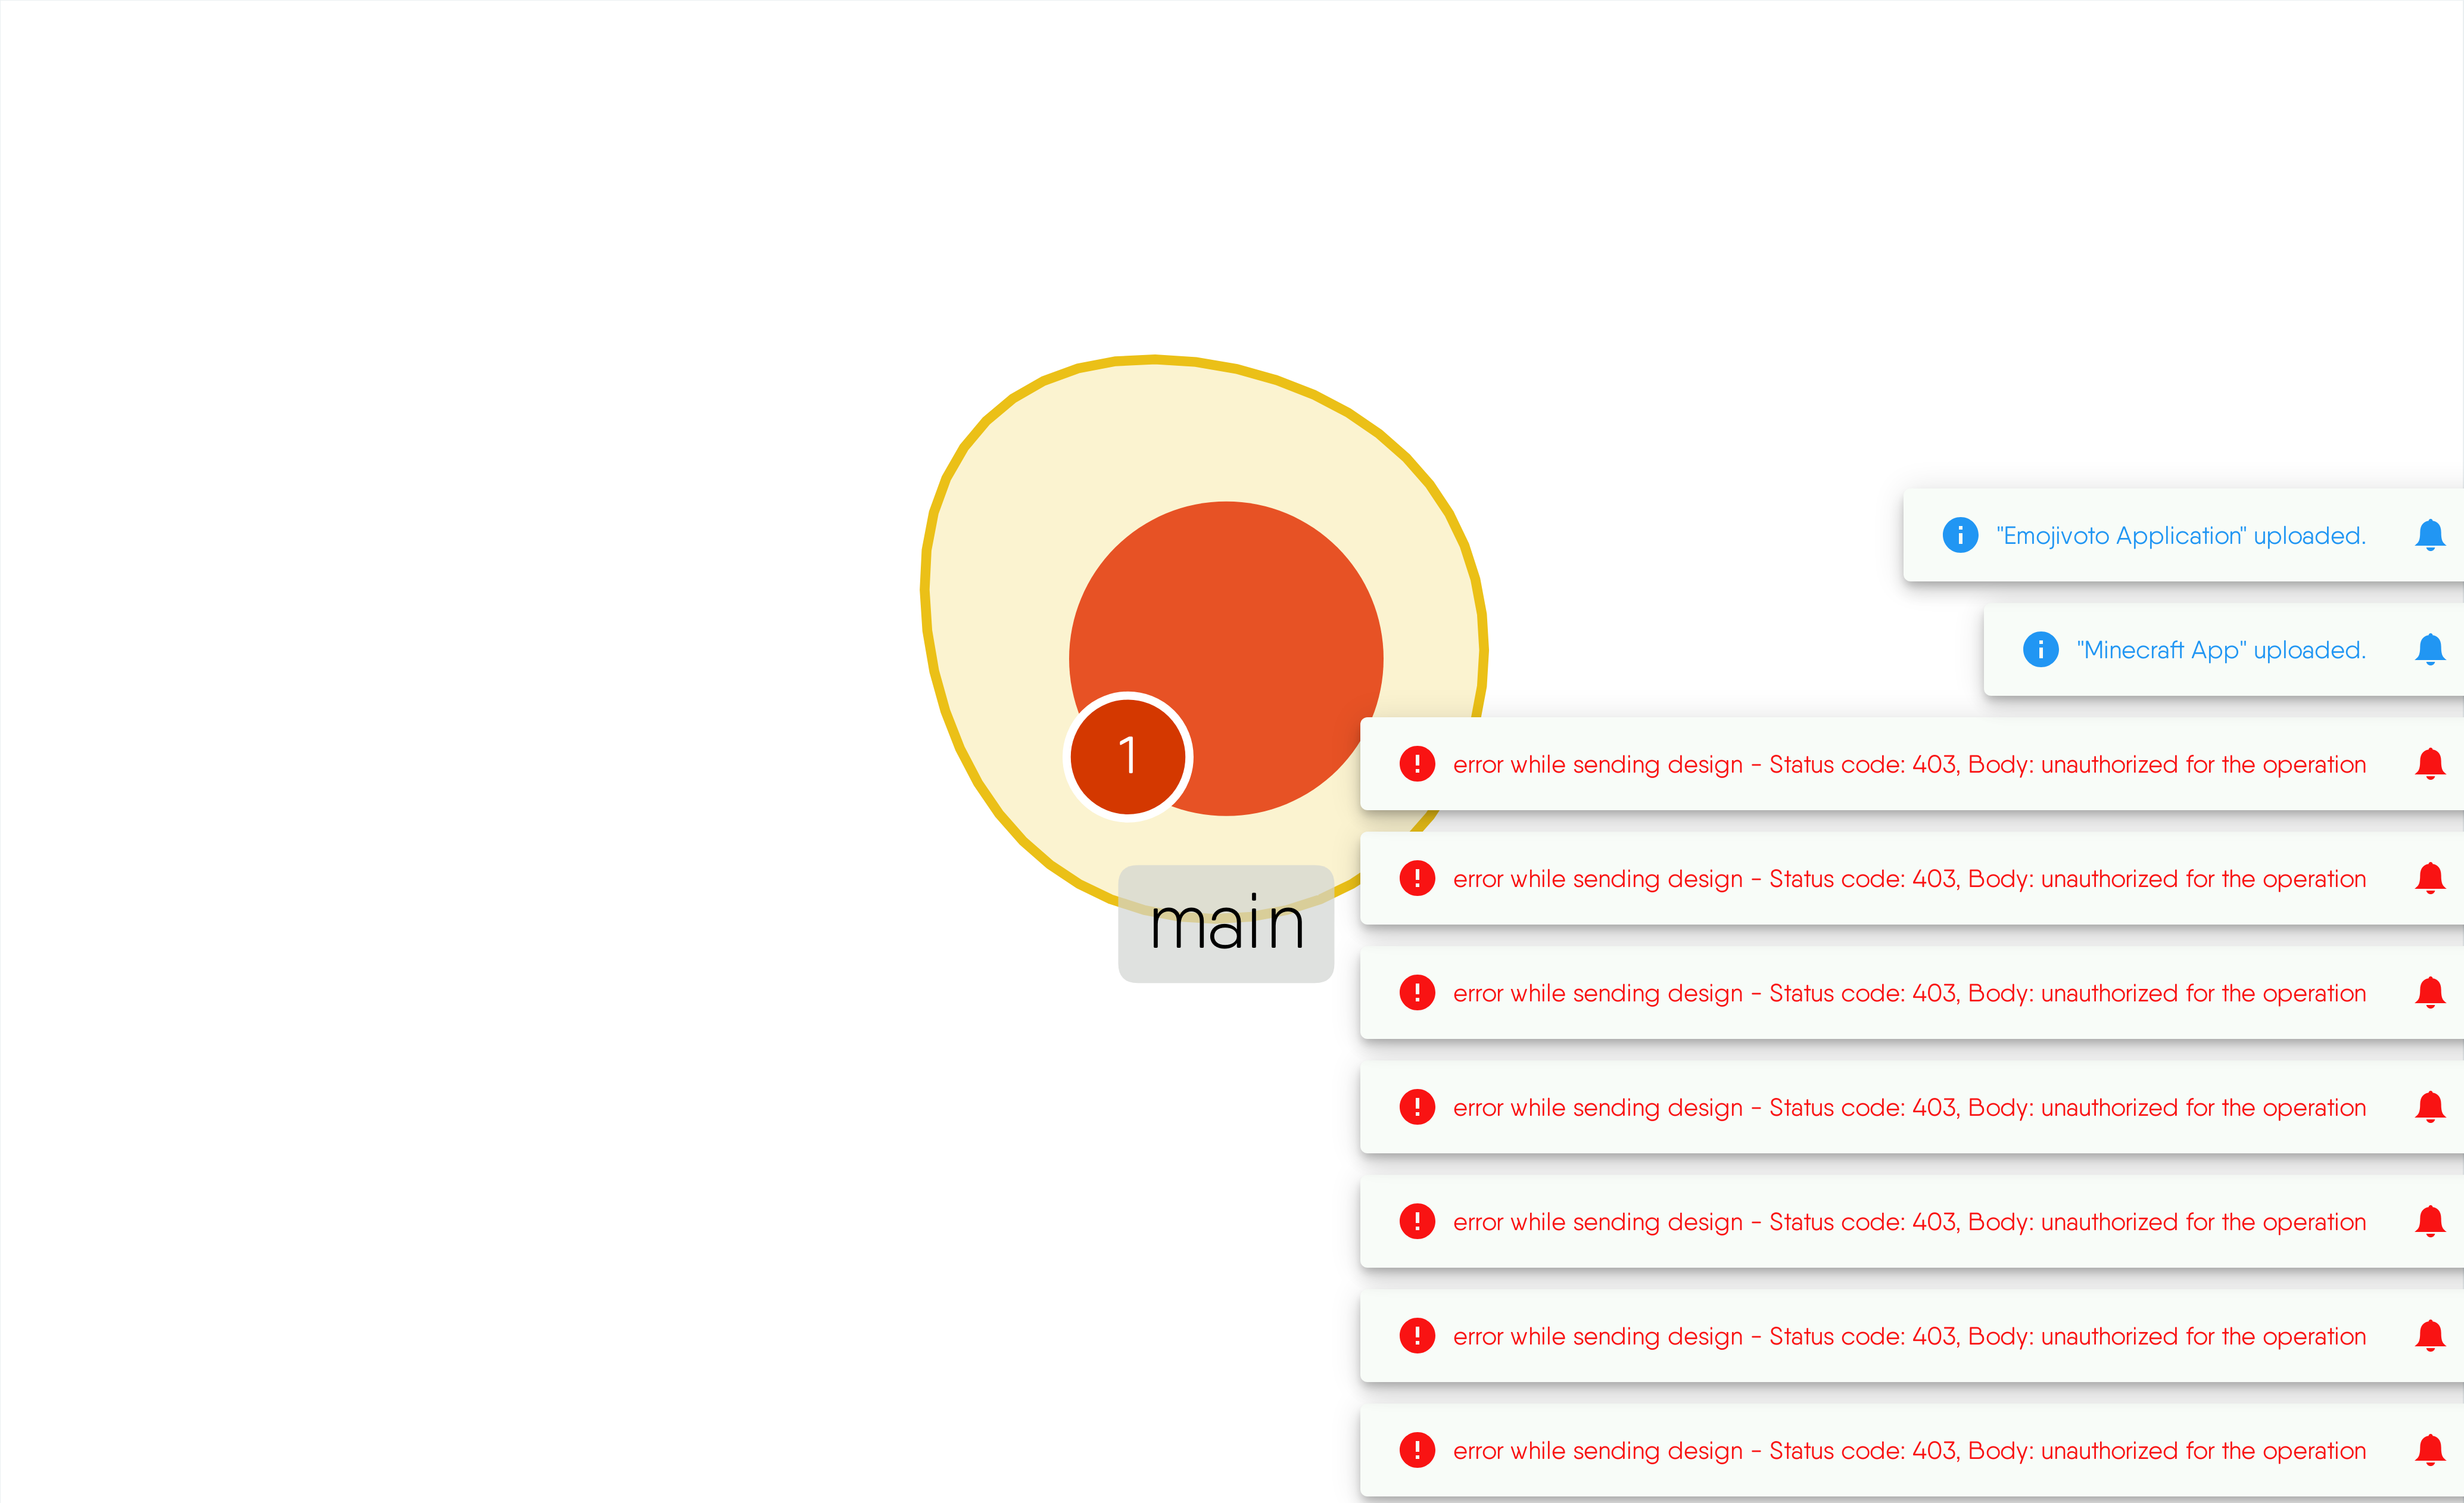 "Emojivoto Application" uploaded.
"Minecraft App" uploaded.
1
error while sending design - Status code: 403, Body: unauthorized for the operation
error while sending design - Status code: 403, Body: unauthorized for the operation
main
error while sending design - Status code: 403, Body: unauthorized for the operation
error while sending design - Status code: 403, Body: unauthorized for the operation
error while sending design - Status code: 403, Body: unauthorized for the operation
error while sending design - Status code: 403, Body: unauthorized for the operation
error while sending design - Status code: 403, Body: unauthorized for the operation